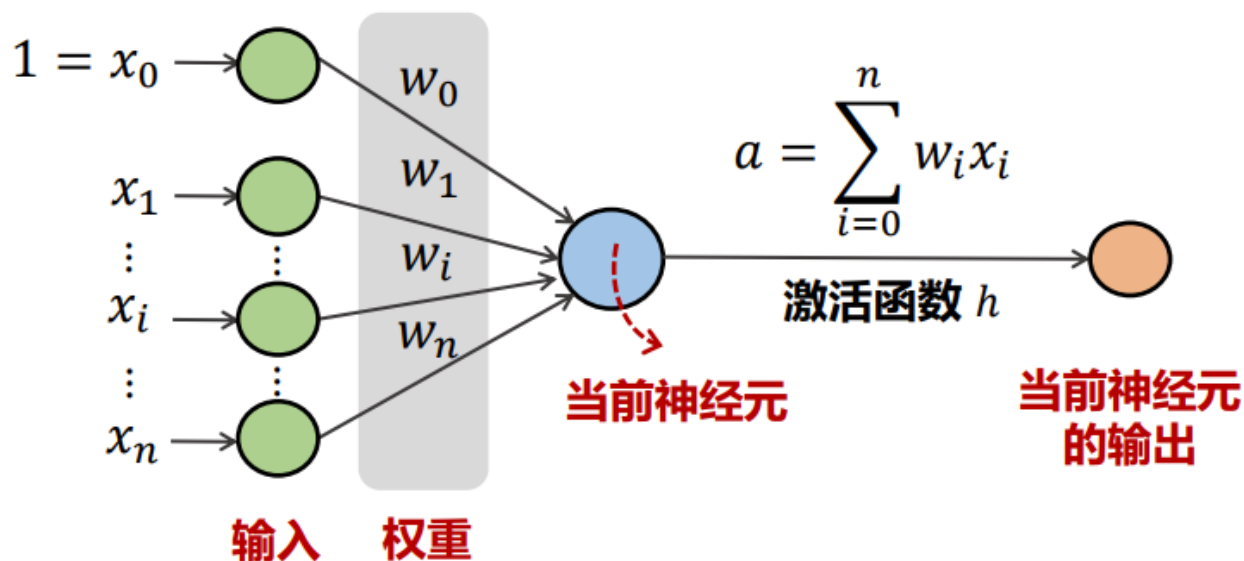 1 = x₀
w₀
x₁
w₁
⋮
⋮
xᵢ
wᵢ
⋮
⋮
xₙ
wₙ
输入
权重
当前神经元
a = ∑ᵢ₌₀ⁿ wᵢxᵢ
激活函数 h
当前神经元
的输出